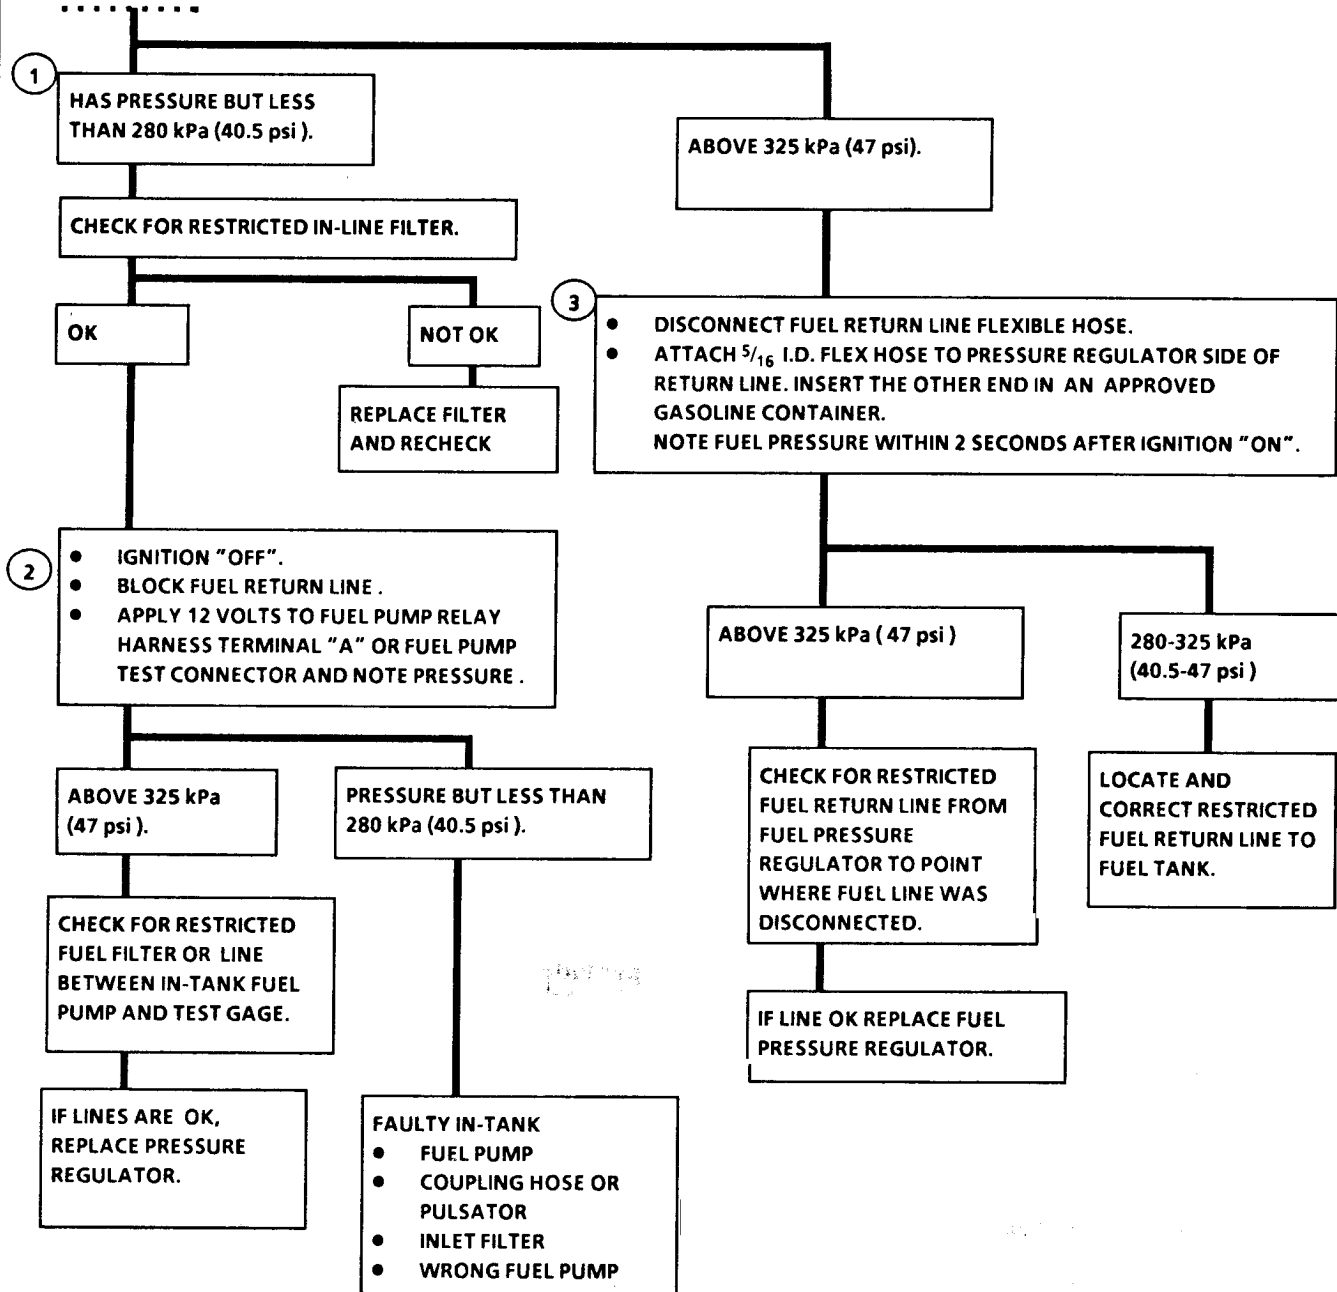 1
HAS PRESSURE BUT LESS
THAN 280 kPa (40.5 psi).
ABOVE 325 kPa (47 psi).
CHECK FOR RESTRICTED IN-LINE FILTER.
OK
NOT OK
REPLACE FILTER
AND RECHECK
3
● DISCONNECT FUEL RETURN LINE FLEXIBLE HOSE.
● ATTACH 5/16 I.D. FLEX HOSE TO PRESSURE REGULATOR SIDE OF
RETURN LINE. INSERT THE OTHER END IN AN APPROVED
GASOLINE CONTAINER.
NOTE FUEL PRESSURE WITHIN 2 SECONDS AFTER IGNITION "ON".
2
● IGNITION "OFF".
● BLOCK FUEL RETURN LINE.
● APPLY 12 VOLTS TO FUEL PUMP RELAY
HARNESS TERMINAL "A" OR FUEL PUMP
TEST CONNECTOR AND NOTE PRESSURE.
ABOVE 325 kPa (47 psi)
280-325 kPa
(40.5-47 psi)
ABOVE 325 kPa
(47 psi).
PRESSURE BUT LESS THAN
280 kPa (40.5 psi).
CHECK FOR RESTRICTED
FUEL RETURN LINE FROM
FUEL PRESSURE
REGULATOR TO POINT
WHERE FUEL LINE WAS
DISCONNECTED.
LOCATE AND
CORRECT RESTRICTED
FUEL RETURN LINE TO
FUEL TANK.
CHECK FOR RESTRICTED
FUEL FILTER OR LINE
BETWEEN IN-TANK FUEL
PUMP AND TEST GAGE.
IF LINE OK REPLACE FUEL
PRESSURE REGULATOR.
IF LINES ARE OK,
REPLACE PRESSURE
REGULATOR.
FAULTY IN-TANK
● FUEL PUMP
● COUPLING HOSE OR
PULSATOR
● INLET FILTER
● WRONG FUEL PUMP